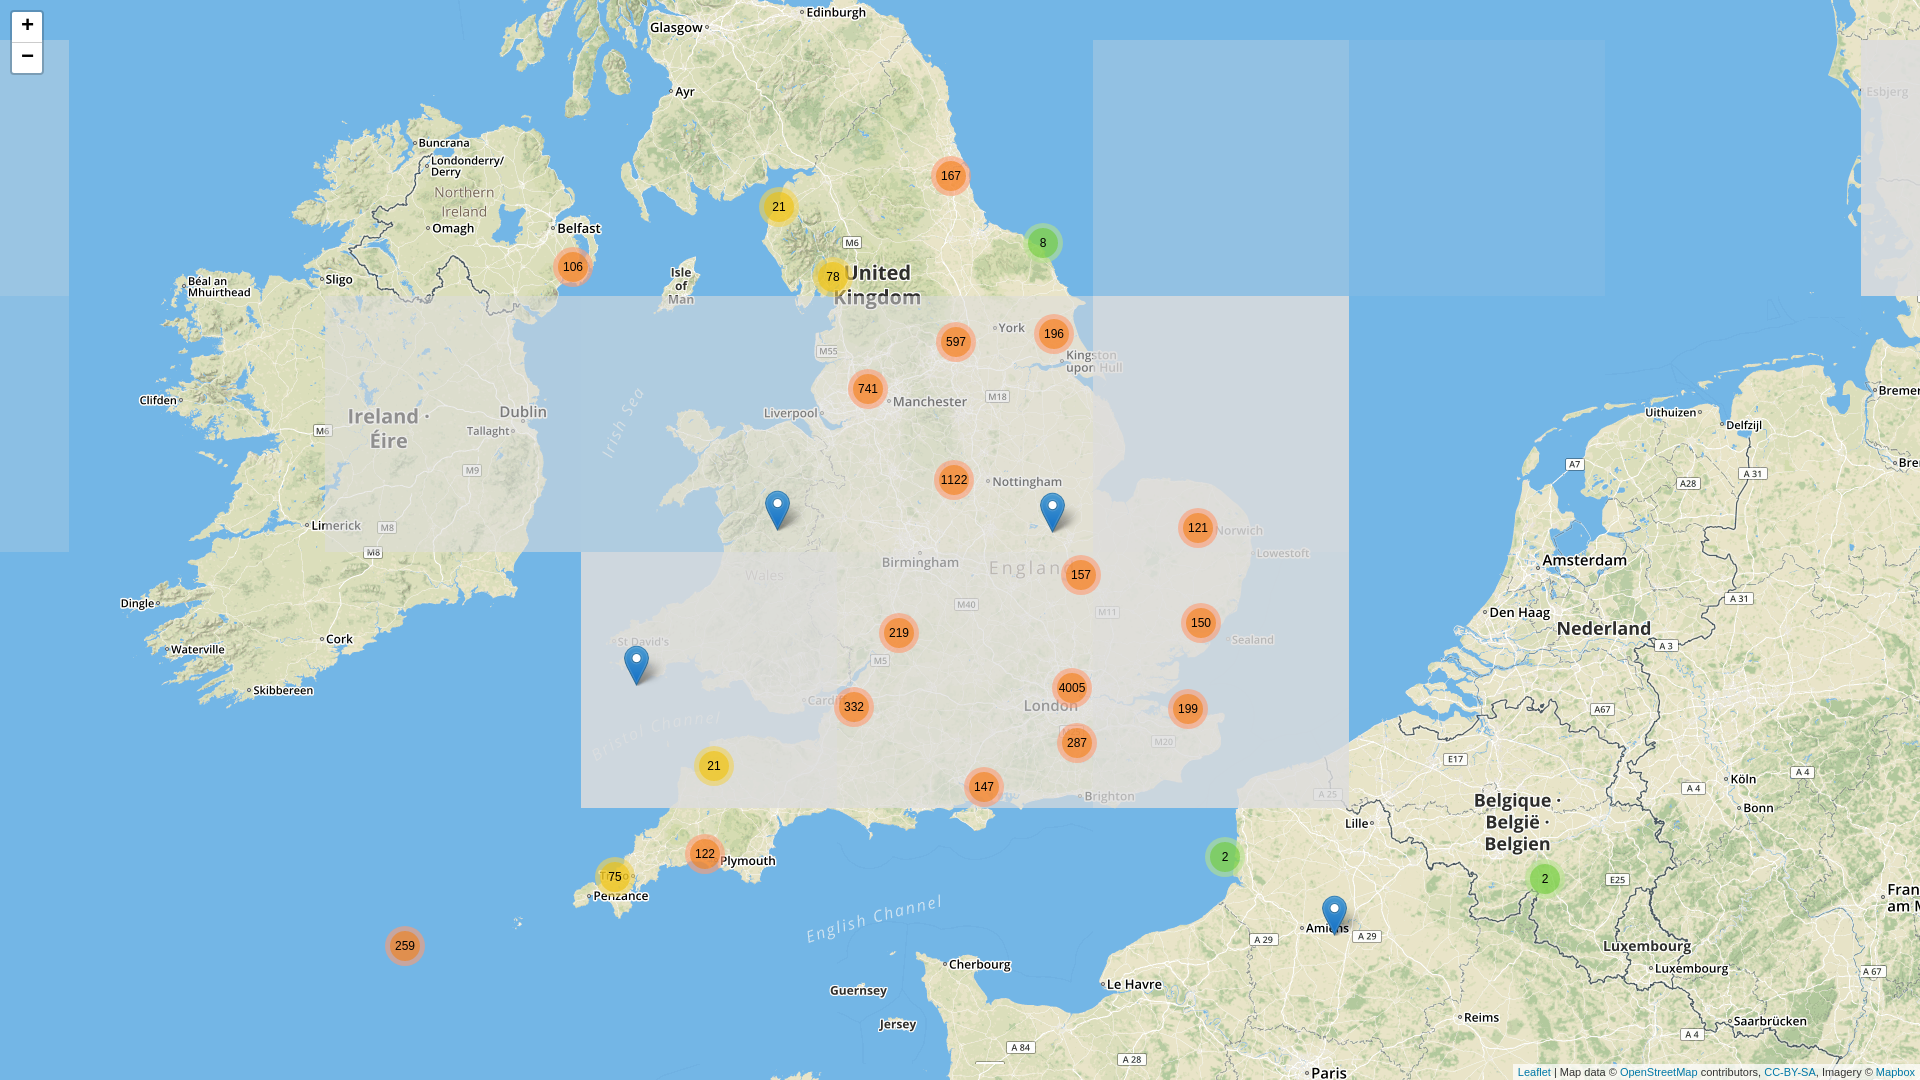 +
−
Edinburgh
Glasgow
Ayr
Esbjerg
Buncrana
Londonderry/
Derry
167
Northern
Ireland
21
Omagh
Belfast
M6
8
106
78
United
Kingdom
Isle
of
Man
Sligo
Béal an
Mhuirthead
York
196
597
M55
Kingston
upon Hull
741
Manchester
M18
Liverpool
Clifden
Ireland ·
Éire
Dublin
Tallaght
M6
M9
Irish Sea
Uithuizen
Delfzijl
A7
A 31
A28
1122
Nottingham
121
Norwich
Lowestoft
Limerick
M8
M8
Birmingham
England
157
Wales
Amsterdam
Dingle
M40
M11
A 31
Den Haag
Nederland
219
150
Sealand
Cork
Waterville
St David's
M5
A 3
Skibbereen
4005
London
332
199
A67
Bristol Channel
287
M20
E17
21
147
Brighton
A 25
A 4
Köln
A 4
Bonn
Belgique ·
België ·
Belgien
Lille
122
Plymouth
2
75
Penzance
2
E25
English Channel
Amiens
A 29
A 29
259
Luxembourg
Luxembourg
Cherbourg
A 67
Le Havre
Guernsey
Jersey
Reims
Saarbrücken
A 84
A 28
A 4
Paris
Leaflet | Map data © OpenStreetMap contributors, CC-BY-SA, Imagery © Mapbox